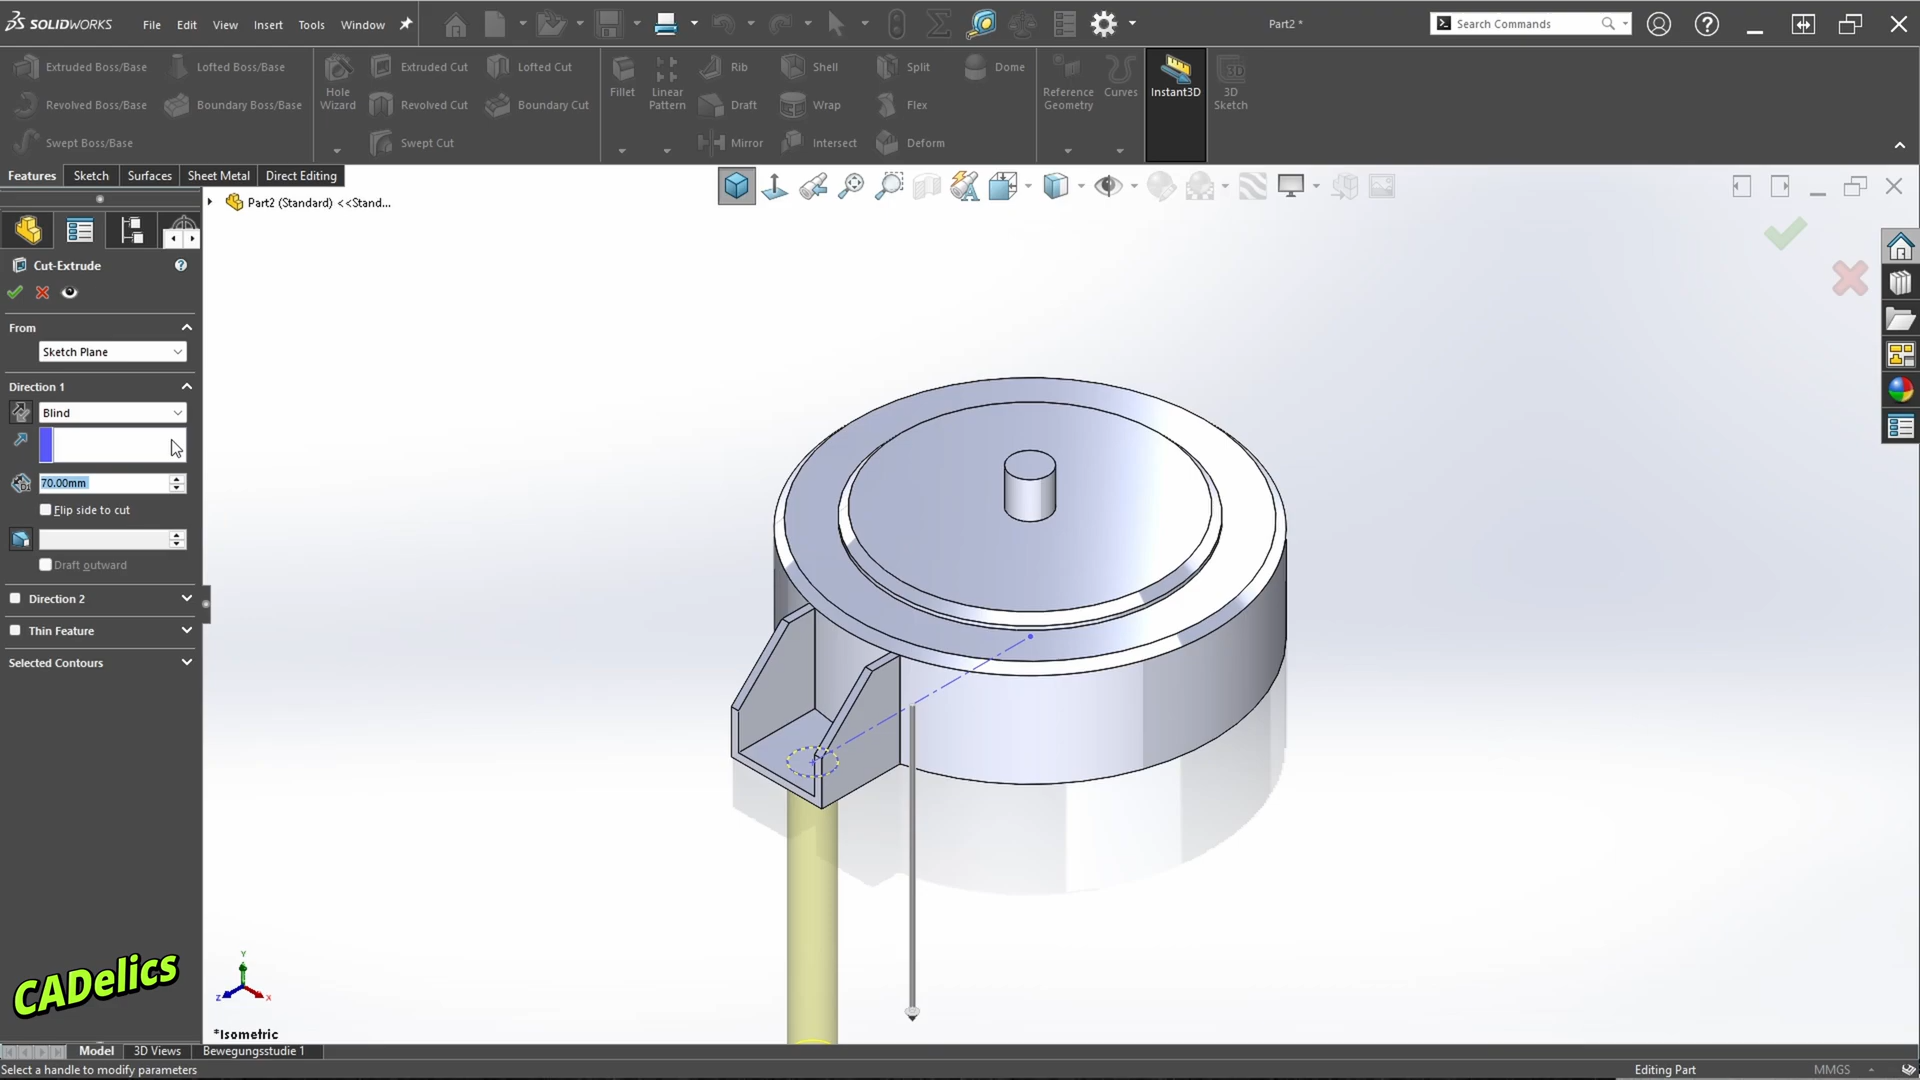 SOLIDWORKS File Edit View Insert Tools Window Part2 * Search Commands
Extruded Boss/Base Lofted Boss/Base Hole Wizard Extruded Cut Lofted Cut Fillet Linear Pattern Rib Shell Split Dome Reference Geometry Curves Instant3D 3D Sketch
Revolved Boss/Base Boundary Boss/Base Revolved Cut Boundary Cut Draft Wrap Flex
Swept Boss/Base Swept Cut Mirror Intersect Deform
Features Sketch Surfaces Sheet Metal Direct Editing
Part2 (Standard) <<Stand...
Cut-Extrude
From
Sketch Plane
Direction 1
Blind
70.00mm
Flip side to cut
Draft outward
Direction 2
Thin Feature
Selected Contours
CADelics
Y
Z
X
*Isometric
Model 3D Views Bewegungsstudie 1
Select a handle to modify parameters Editing Part MMGS